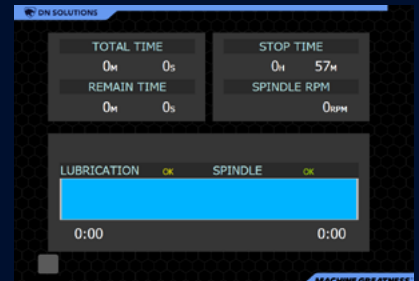 DN SOLUTIONS
TOTAL TIME
0M 0S
REMAIN TIME
0M 0S
STOP TIME
0H 57M
SPINDLE RPM
0RPM
LUBRICATION OK SPINDLE OK
0:00 0:00
MACHINE GREATNESS